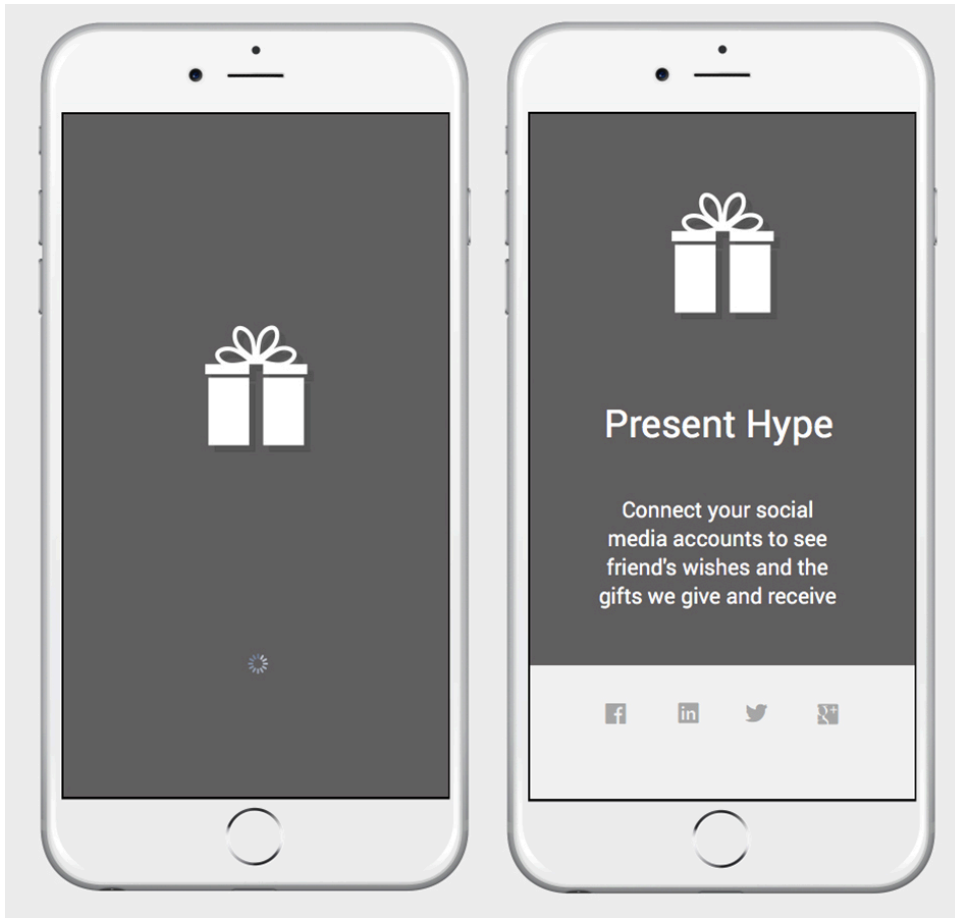 Present Hype
Connect your social
media accounts to see
friend's wishes and the
gifts we give and receive